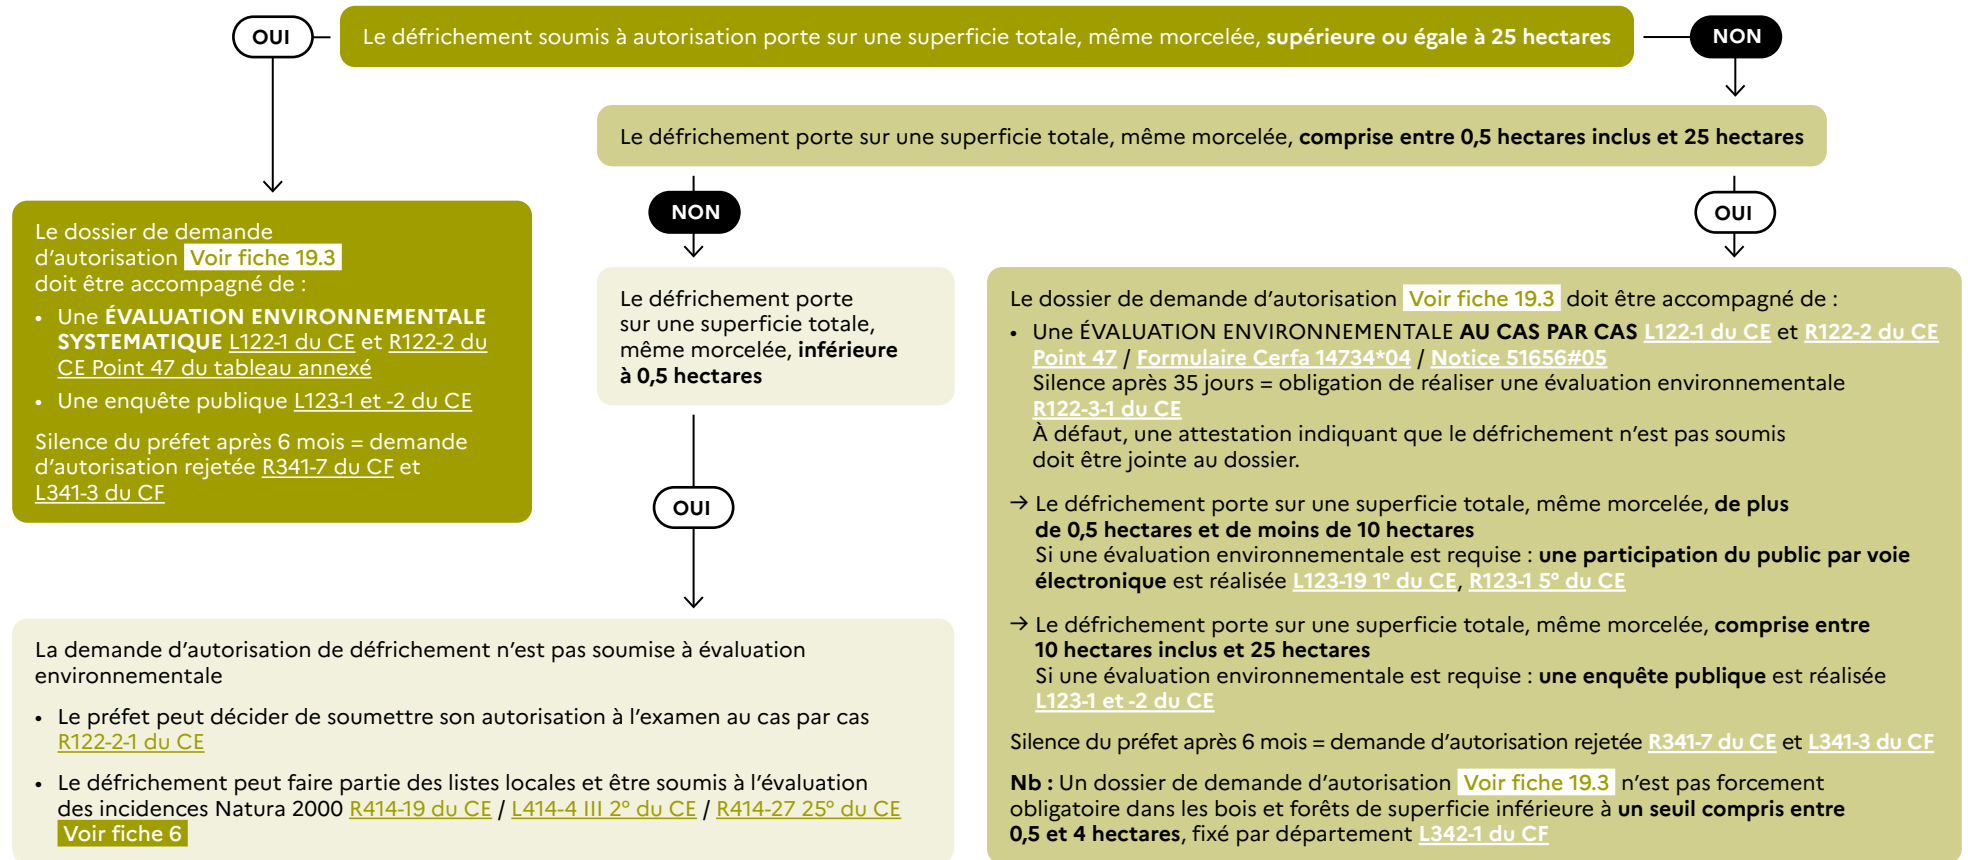 OUI
Le défrichement soumis à autorisation porte sur une superficie totale, même morcelée, supérieure ou égale à 25 hectares
NON
Le défrichement porte sur une superficie totale, même morcelée, comprise entre 0,5 hectares inclus et 25 hectares
Le dossier de demande
d'autorisation Voir fiche 19.3
doit être accompagné de :
• Une ÉVALUATION ENVIRONNEMENTALE
SYSTEMATIQUE L122-1 du CE et R122-2 du
CE Point 47 du tableau annexé
• Une enquête publique L123-1 et -2 du CE
Silence du préfet après 6 mois = demande
d'autorisation rejetée R341-7 du CF et
L341-3 du CF
NON
Le défrichement porte
sur une superficie totale,
même morcelée, inférieure
à 0,5 hectares
OUI
La demande d'autorisation de défrichement n'est pas soumise à évaluation
environnementale
• Le préfet peut décider de soumettre son autorisation à l'examen au cas par cas
R122-2-1 du CE
• Le défrichement peut faire partie des listes locales et être soumis à l'évaluation
des incidences Natura 2000 R414-19 du CE / L414-4 III 2° du CE / R414-27 25° du CE
Voir fiche 6
OUI
Le dossier de demande d'autorisation Voir fiche 19.3 doit être accompagné de :
• Une ÉVALUATION ENVIRONNEMENTALE AU CAS PAR CAS L122-1 du CE et R122-2 du CE
Point 47 / Formulaire Cerfa 14734*04 / Notice 51656#05
Silence après 35 jours = obligation de réaliser une évaluation environnementale
R122-3-1 du CE
À défaut, une attestation indiquant que le défrichement n'est pas soumis
doit être jointe au dossier.
→ Le défrichement porte sur une superficie totale, même morcelée, de plus
de 0,5 hectares et de moins de 10 hectares
Si une évaluation environnementale est requise : une participation du public par voie
électronique est réalisée L123-19 1° du CE, R123-1 5° du CE
→ Le défrichement porte sur une superficie totale, même morcelée, comprise entre
10 hectares inclus et 25 hectares
Si une évaluation environnementale est requise : une enquête publique est réalisée
L123-1 et -2 du CE
Silence du préfet après 6 mois = demande d'autorisation rejetée R341-7 du CE et L341-3 du CF
Nb : Un dossier de demande d'autorisation Voir fiche 19.3 n'est pas forcement
obligatoire dans les bois et forêts de superficie inférieure à un seuil compris entre
0,5 et 4 hectares, fixé par département L342-1 du CF